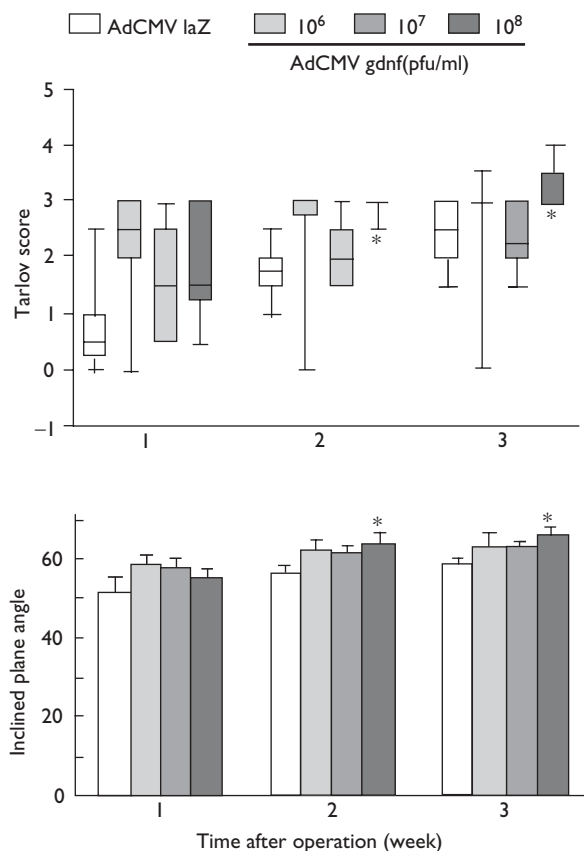 AdCMV laZ 10⁶ 10⁷ 10⁸
AdCMV gdnf(pfu/ml)
Tarlov score
5
4
3
2
1
0
−1
*
*
1 2 3
Inclined plane angle
60
40
20
0
*
*
1 2 3
Time after operation (week)